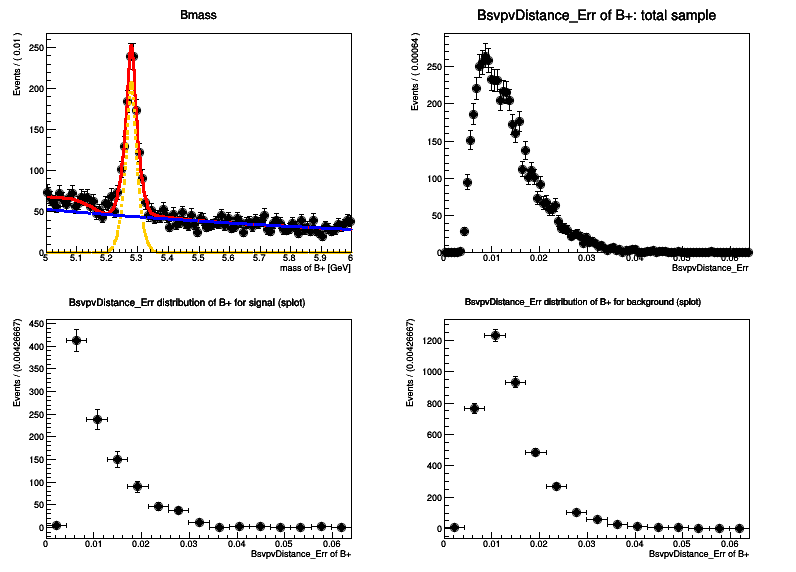 Bmass
Events / ( 0.01 )
250
200
150
100
50
0
5 5.1 5.2 5.3 5.4 5.5 5.6 5.7 5.8 5.9 6
mass of B+ [GeV]
BsvpvDistance_Err of B+: total sample
Events / ( 0.00064 )
250
200
150
100
50
0
0 0.01 0.02 0.03 0.04 0.05 0.06
BsvpvDistance_Err
BsvpvDistance_Err distribution of B+ for signal (splot)
Events / (0.00426667)
450
400
350
300
250
200
150
100
50
0
0 0.01 0.02 0.03 0.04 0.05 0.06
BsvpvDistance_Err of B+
BsvpvDistance_Err distribution of B+ for background (splot)
Events / (0.00426667)
1200
1000
800
600
400
200
0
0 0.01 0.02 0.03 0.04 0.05 0.06
BsvpvDistance_Err of B+